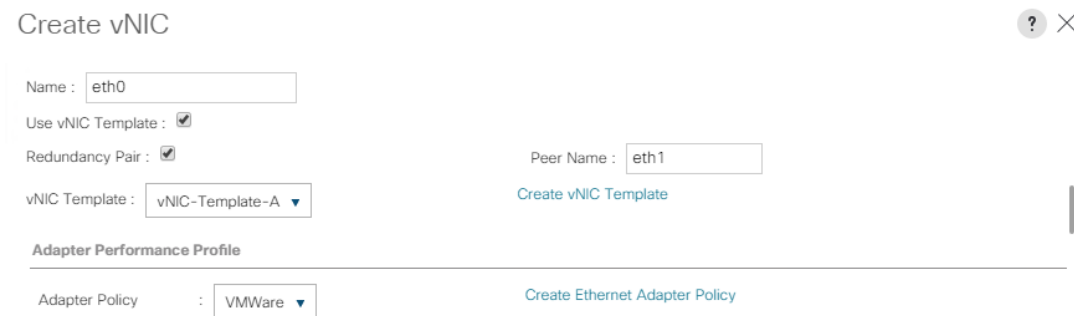 Create vNIC ?
Name : eth0
Use vNIC Template :
Redundancy Pair : Peer Name : eth1
vNIC Template : vNIC-Template-A Create vNIC Template
Adapter Performance Profile
Adapter Policy : VMWare Create Ethernet Adapter Policy